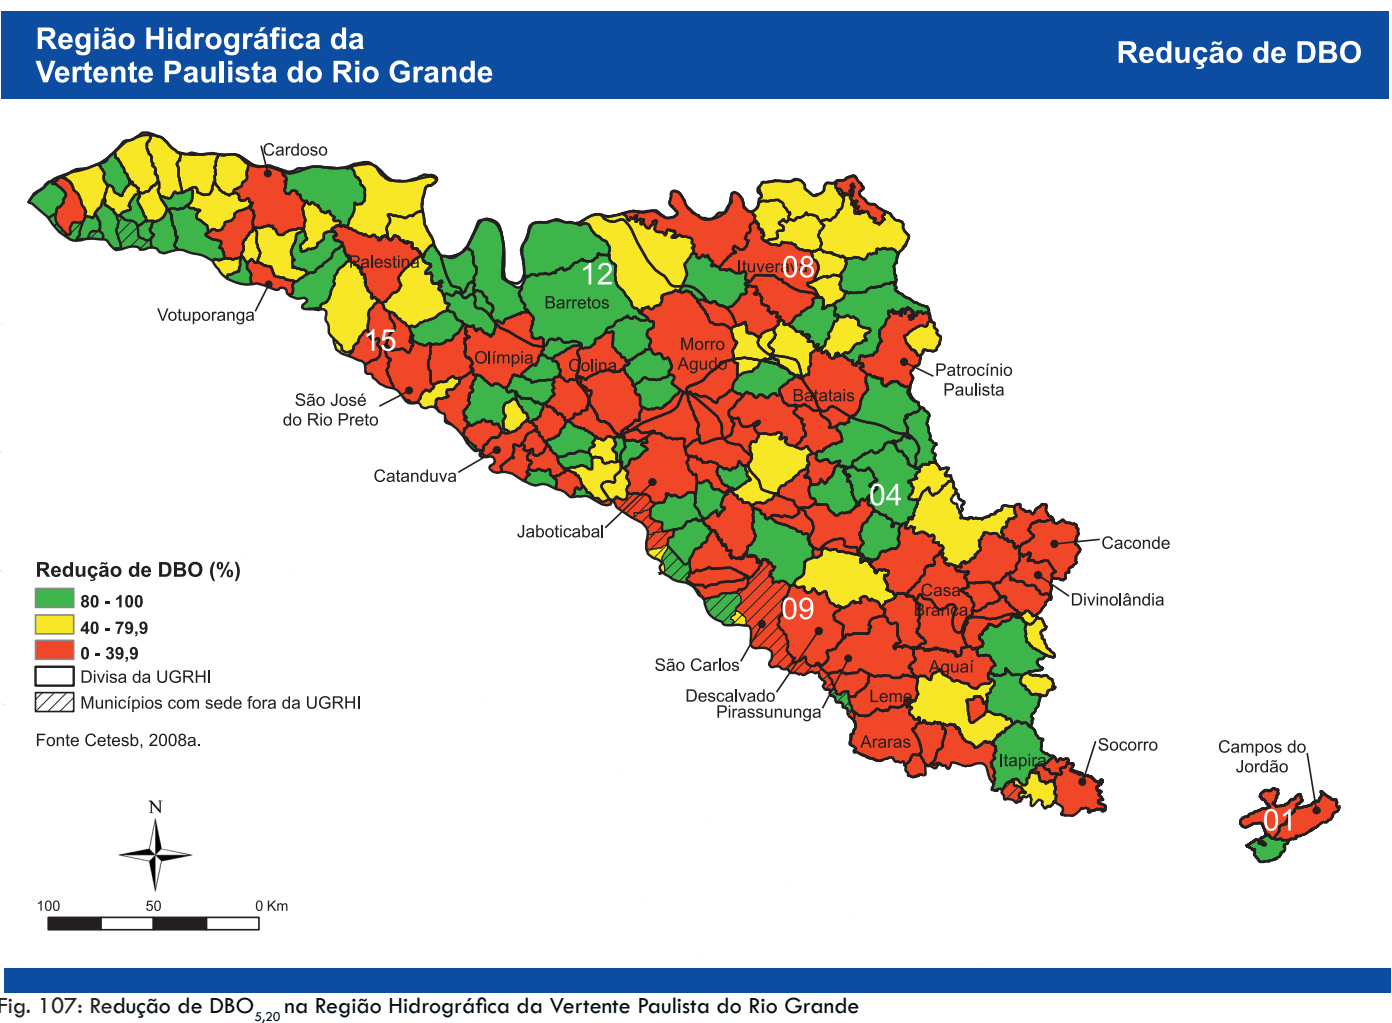 Região Hidrográfica da
Vertente Paulista do Rio Grande
Redução de DBO
Cardoso
Palestina
Votuporanga
15
São José
do Rio Preto
Catanduva
Olímpia
Colina
12
Barretos
Ituverava
08
Morro
Agudo
Batatais
Patrocínio
Paulista
04
Jaboticabal
Caconde
Divinolândia
Casa
Branca
09
São Carlos
Descalvado
Pirassununga
Aguaí
Leme
Araras
Itapira
Socorro
Campos do
Jordão
01
Redução de DBO (%)
80 - 100
40 - 79,9
0 - 39,9
Divisa da UGRHI
Municípios com sede fora da UGRHI
Fonte Cetesb, 2008a.
N
100 50 0 Km
Fig. 107: Redução de DBO5,20 na Região Hidrográfica da Vertente Paulista do Rio Grande